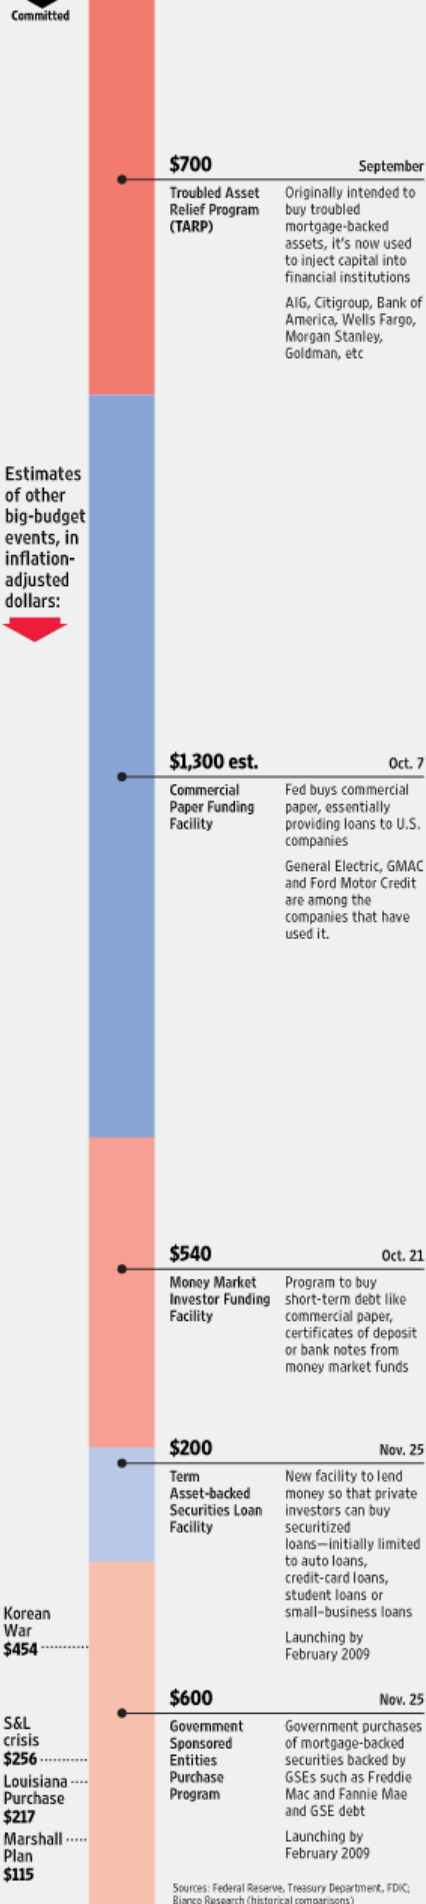 Committed
$700
September
Troubled Asset
Relief Program
(TARP)
Originally intended to
buy troubled
mortgage-backed
assets, it's now used
to inject capital into
financial institutions
AIG, Citigroup, Bank of
America, Wells Fargo,
Morgan Stanley,
Goldman, etc
Estimates
of other
big-budget
events, in
inflation-
adjusted
dollars:
$1,300 est.
Oct. 7
Commercial
Paper Funding
Facility
Fed buys commercial
paper, essentially
providing loans to U.S.
companies
General Electric, GMAC
and Ford Motor Credit
are among the
companies that have
used it.
$540
Oct. 21
Money Market
Investor Funding
Facility
Program to buy
short-term debt like
commercial paper,
certificates of deposit
or bank notes from
money market funds
$200
Nov. 25
Term
Asset-backed
Securities Loan
Facility
New facility to lend
money so that private
investors can buy
securitized
loans—initially limited
to auto loans,
credit-card loans,
student loans or
small-business loans
Launching by
February 2009
Korean
War
$454
$600
Nov. 25
Government
Sponsored
Entities
Purchase
Program
Government purchases
of mortgage-backed
securities backed by
GSEs such as Freddie
Mac and Fannie Mae
and GSE debt
Launching by
February 2009
S&L
crisis
$256
Louisiana
Purchase
$217
Marshall
Plan
$115
Sources: Federal Reserve, Treasury Department, FDIC;
Bianco Research (historical comparisons)